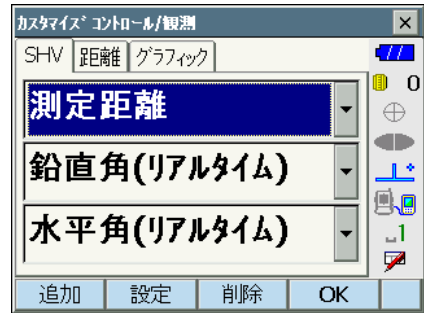 ｶｽﾀﾏｲｽﾞ ｺﾝﾄﾛｰﾙ/観測
SHV 距離 ｸﾞﾗﾌｨｯｸ
測定距離
0
鉛直角(ﾘｱﾙﾀｲﾑ)
水平角(ﾘｱﾙﾀｲﾑ)
1
追加 設定 削除 OK